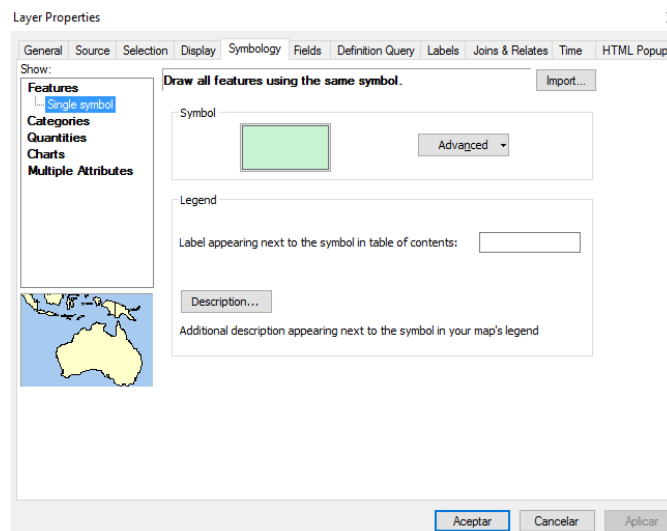 Layer Properties
General Source Selection Display Symbology Fields Definition Query Labels Joins & Relates Time HTML Popup
Show:
Features
Single symbol
Categories
Quantities
Charts
Multiple Attributes
Draw all features using the same symbol.
Import...
Symbol
Advanced
Legend
Label appearing next to the symbol in table of contents:
Description...
Additional description appearing next to the symbol in your map's legend
Aceptar Cancelar Aplicar